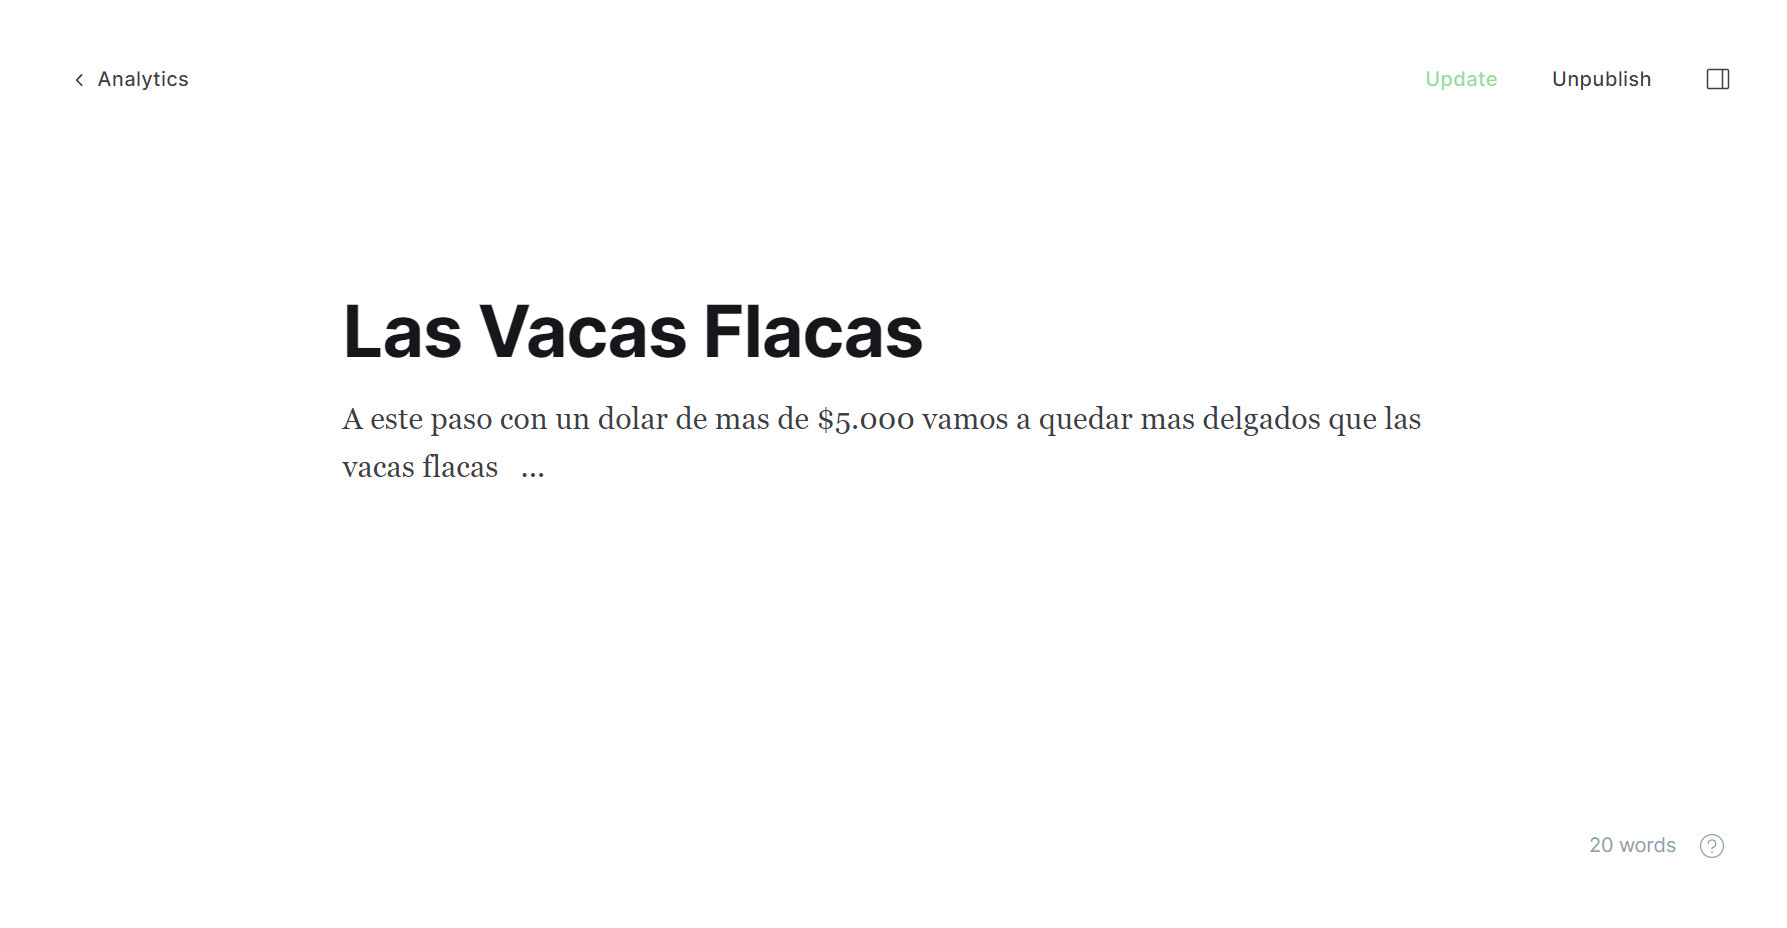 Analytics
Update
Unpublish
Las Vacas Flacas
A este paso con un dolar de mas de $5.000 vamos a quedar mas delgados que las
vacas flacas ...
20 words
?